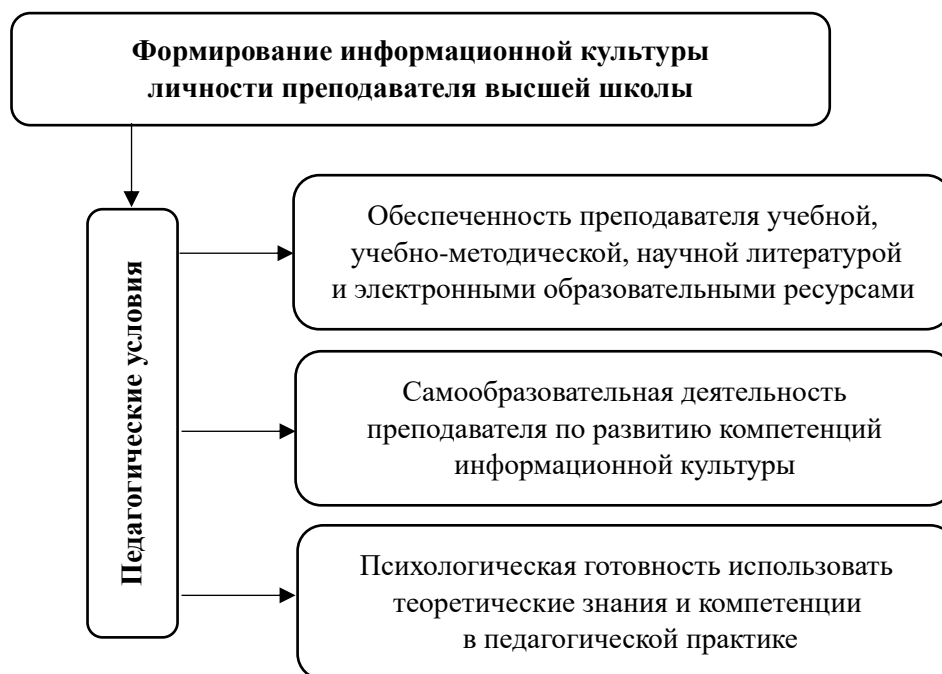 Формирование информационной культуры
личности преподавателя высшей школы
Педагогические условия
Обеспеченность преподавателя учебной,
учебно-методической, научной литературой
и электронными образовательными ресурсами
Самообразовательная деятельность
преподавателя по развитию компетенций
информационной культуры
Психологическая готовность использовать
теоретические знания и компетенции
в педагогической практике